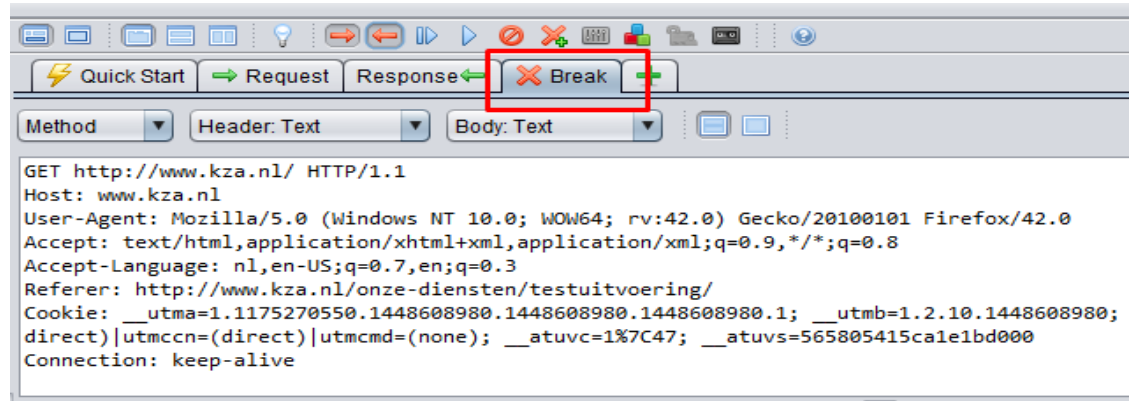 Quick Start Request Response Break
Method Header: Text Body: Text
GET http://www.kza.nl/ HTTP/1.1
Host: www.kza.nl
User-Agent: Mozilla/5.0 (Windows NT 10.0; WOW64; rv:42.0) Gecko/20100101 Firefox/42.0
Accept: text/html,application/xhtml+xml,application/xml;q=0.9,*/*;q=0.8
Accept-Language: nl,en-US;q=0.7,en;q=0.3
Referer: http://www.kza.nl/onze-diensten/testuitvoering/
Cookie: __utma=1.1175270550.1448608980.1448608980.1448608980.1; __utmb=1.2.10.1448608980;
direct)|utmccn=(direct)|utmcmd=(none); __atuvc=1%7C47; __atuvs=565805415ca1e1bd000
Connection: keep-alive